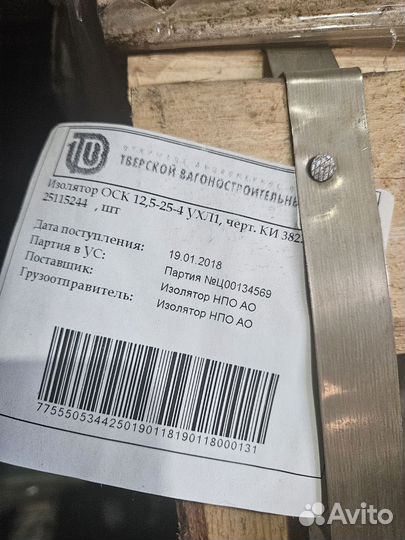 ТВЕРСКОЙ ВАГОНОСТРОИТЕЛЬНЫ
Изолятор ОСК 12,5-25-4 УХЛ1, черт. КИ 382
25115244 , шт
Дата поступления: 19.01.2018
Партия в УС: Партия №Ц00134569
Поставщик: Изолятор НПО АО
Грузоотправитель: Изолятор НПО АО
7755505344250190118190118000131
Avito